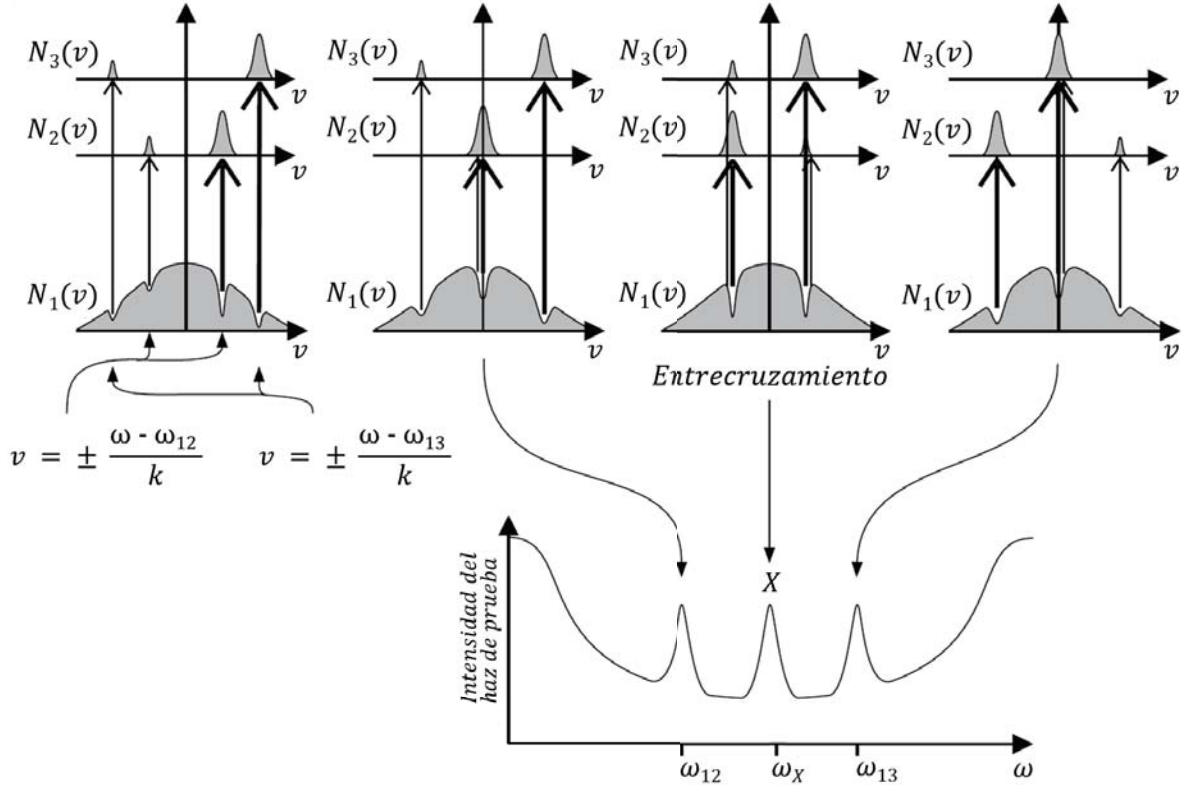 N₃(v) N₃(v) N₃(v) N₃(v)
v v v v
N₂(v) N₂(v) N₂(v) N₂(v)
v v v v
N₁(v) N₁(v) N₁(v) N₁(v)
v v v v
Entrecruzamiento
v = ± (ω - ω₁₂)/k
v = ± (ω - ω₁₃)/k
X
Intensidad del
haz de prueba
ω₁₂ ωX ω₁₃ ω